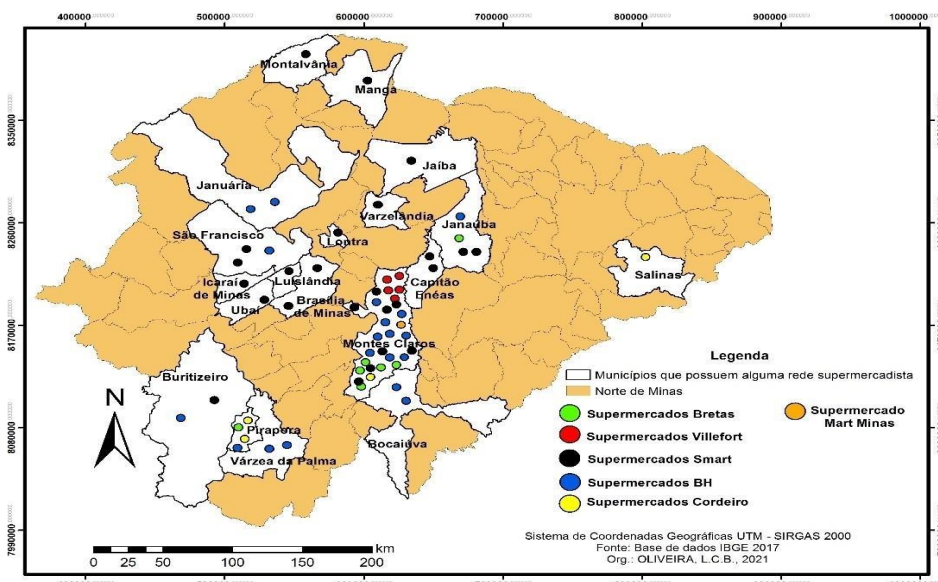 400000 500000 600000 700000 800000 900000 1000000
8350000
8260000
8170000
8080000
7990000
Montalvânia
Manga
Jaíba
Januária
Varzelândia
Janaúba
São Francisco
Lontra
Salinas
Icaraí
de Minas
Luislândia
Capitão
Enéas
Ubaí
Brasília
de Minas
Montes Claros
Buritizeiro
Pirapora
Várzea da Palma
Bocaiúva
N
Legenda
Municípios que possuem alguma rede supermercadista
Norte de Minas
Supermercados Bretas
Supermercados Villefort
Supermercados Smart
Supermercados BH
Supermercados Cordeiro
Supermercado
Mart Minas
km
0 25 50 100 150 200
Sistema de Coordenadas Geográficas UTM - SIRGAS 2000
Fonte: Base de dados IBGE 2017
Org.: OLIVEIRA, L.C.B., 2021